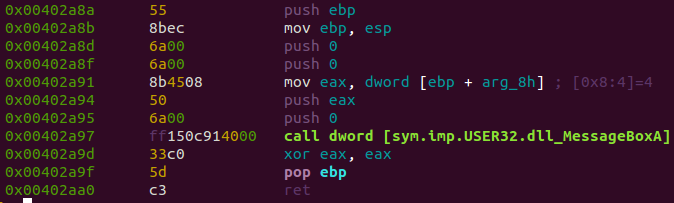 0x00402a8a 55 push ebp
0x00402a8b 8bec mov ebp, esp
0x00402a8d 6a00 push 0
0x00402a8f 6a00 push 0
0x00402a91 8b4508 mov eax, dword [ebp + arg_8h] ; [0x8:4]=4
0x00402a94 50 push eax
0x00402a95 6a00 push 0
0x00402a97 ff150c914000 call dword [sym.imp.USER32.dll_MessageBoxA]
0x00402a9d 33c0 xor eax, eax
0x00402a9f 5d pop ebp
0x00402aa0 c3 ret